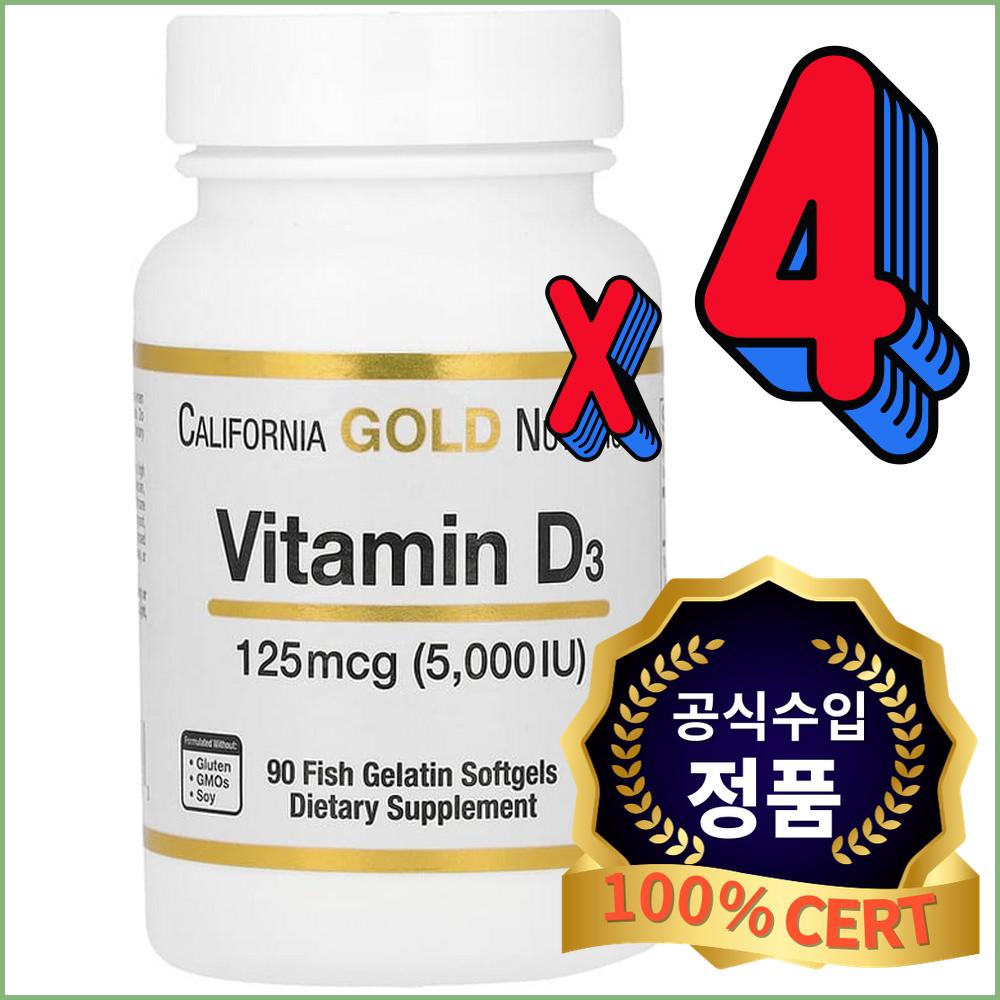 4
x
CALIFORNIA GOLD
Vitamin D3
125mcg (5,000IU)
Formulated Without:
• Gluten
• GMOs
• Soy
90 Fish Gelatin Softgels
Dietary Supplement
공식수입
정품
100% CERT